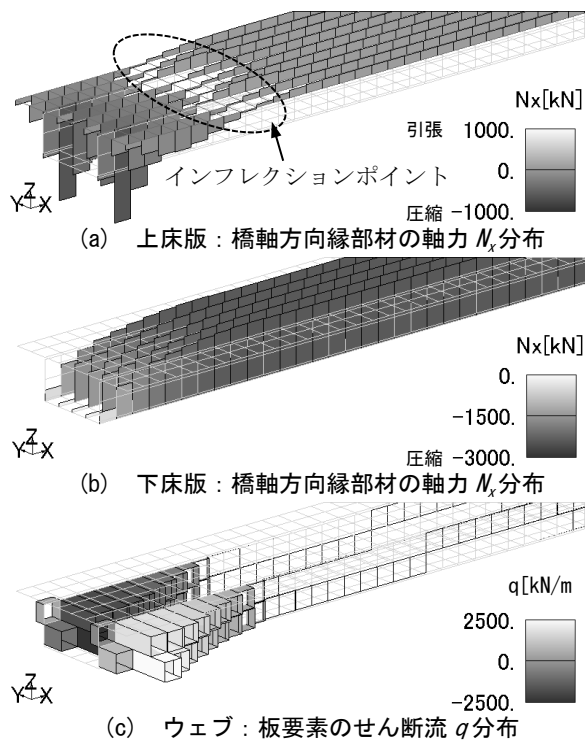 Nx[kN]
引張 1000.
0.
圧縮 -1000.
インフレクションポイント
Z
Y X
(a) 上床版：橋軸方向縁部材の軸力 Nx分布
Nx[kN]
0.
-1500.
圧縮 -3000.
Z
Y X
(b) 下床版：橋軸方向縁部材の軸力 Nx分布
q[kN/m
2500.
0.
-2500.
Z
Y X
(c) ウェブ：板要素のせん断流 q分布